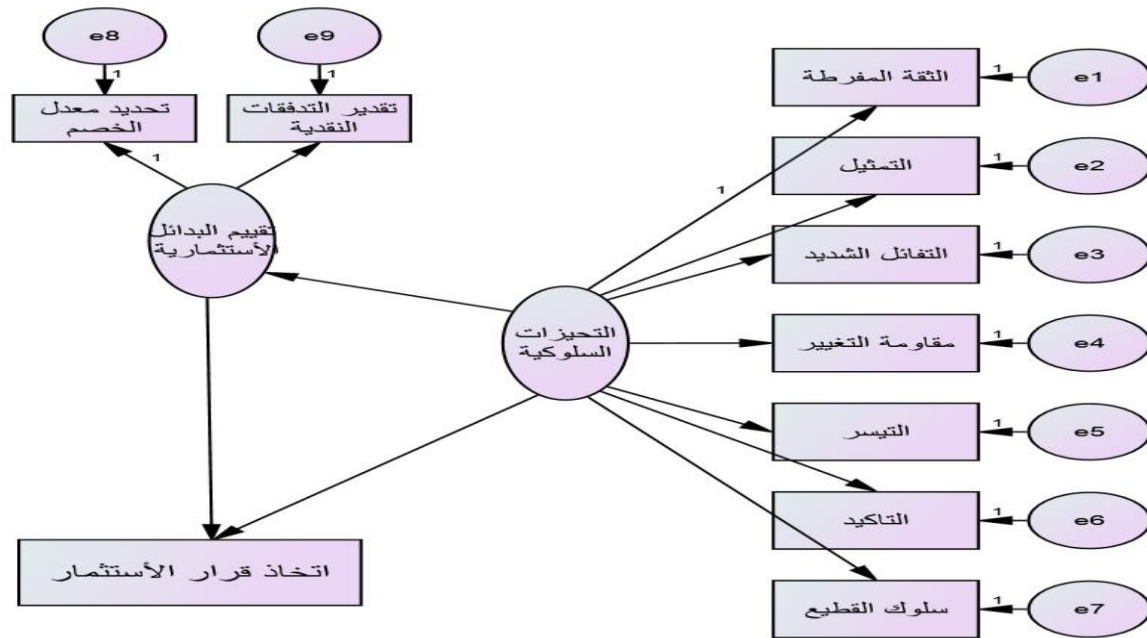 e8
e9
1
1
تحديد معدل
الخصم
تقدير التدفقات
النقدية
1
تقييم البدائل
الأستثمارية
التحيزات
السلوكية
اتخاذ قرار الأستثمار
1
الثقة المفرطة
1
e1
التمثيل
1
e2
التفائل الشديد
1
e3
مقاومة التغيير
1
e4
التيسر
1
e5
التاكيد
1
e6
سلوك القطيع
1
e7